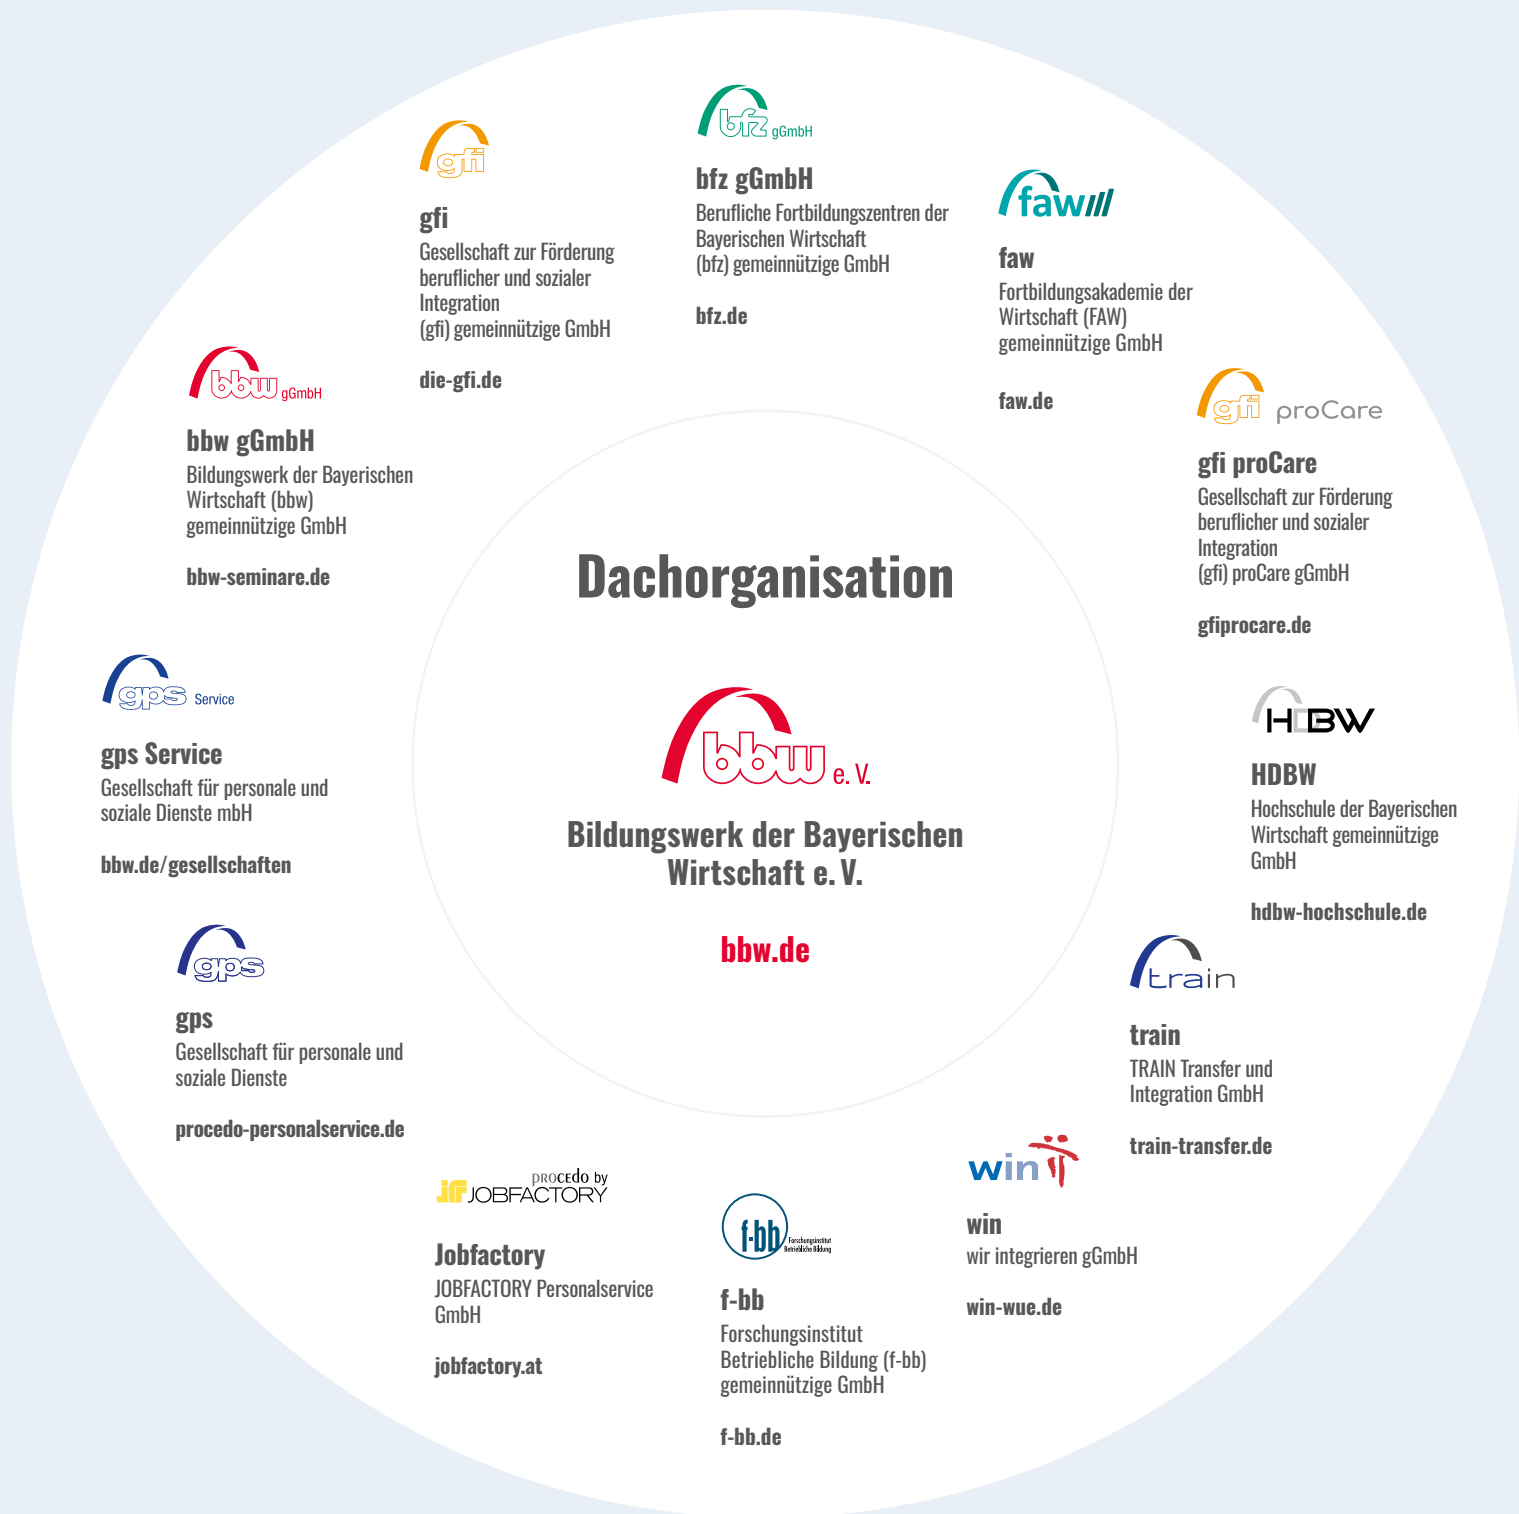 bfz gGmbH
bfz gGmbH
Berufliche Fortbildungszentren der
Bayerischen Wirtschaft
(bfz) gemeinnützige GmbH
bfz.de
faw
faw
Fortbildungsakademie der
Wirtschaft (FAW)
gemeinnützige GmbH
faw.de
gfi proCare
gfi proCare
Gesellschaft zur Förderung
beruflicher und sozialer
Integration
(gfi) proCare gGmbH
gfiprocare.de
HDBW
HDBW
Hochschule der Bayerischen
Wirtschaft gemeinnützige
GmbH
hdbw-hochschule.de
train
train
TRAIN Transfer und
Integration GmbH
train-transfer.de
win
win
wir integrieren gGmbH
win-wue.de
f-bb
Forschungsinstitut
Betriebliche Bildung
f-bb
Forschungsinstitut
Betriebliche Bildung (f-bb)
gemeinnützige GmbH
f-bb.de
procedo by
JOBFACTORY
Jobfactory
JOBFACTORY Personalservice
GmbH
jobfactory.at
gps
gps
Gesellschaft für personale und
soziale Dienste
procedo-personalservice.de
gps Service
gps Service
Gesellschaft für personale und
soziale Dienste mbH
bbw.de/gesellschaften
bbw gGmbH
bbw gGmbH
Bildungswerk der Bayerischen
Wirtschaft (bbw)
gemeinnützige GmbH
bbw-seminare.de
gfi
gfi
Gesellschaft zur Förderung
beruflicher und sozialer
Integration
(gfi) gemeinnützige GmbH
die-gfi.de
Dachorganisation
bbw e. V.
Bildungswerk der Bayerischen
Wirtschaft e. V.
bbw.de